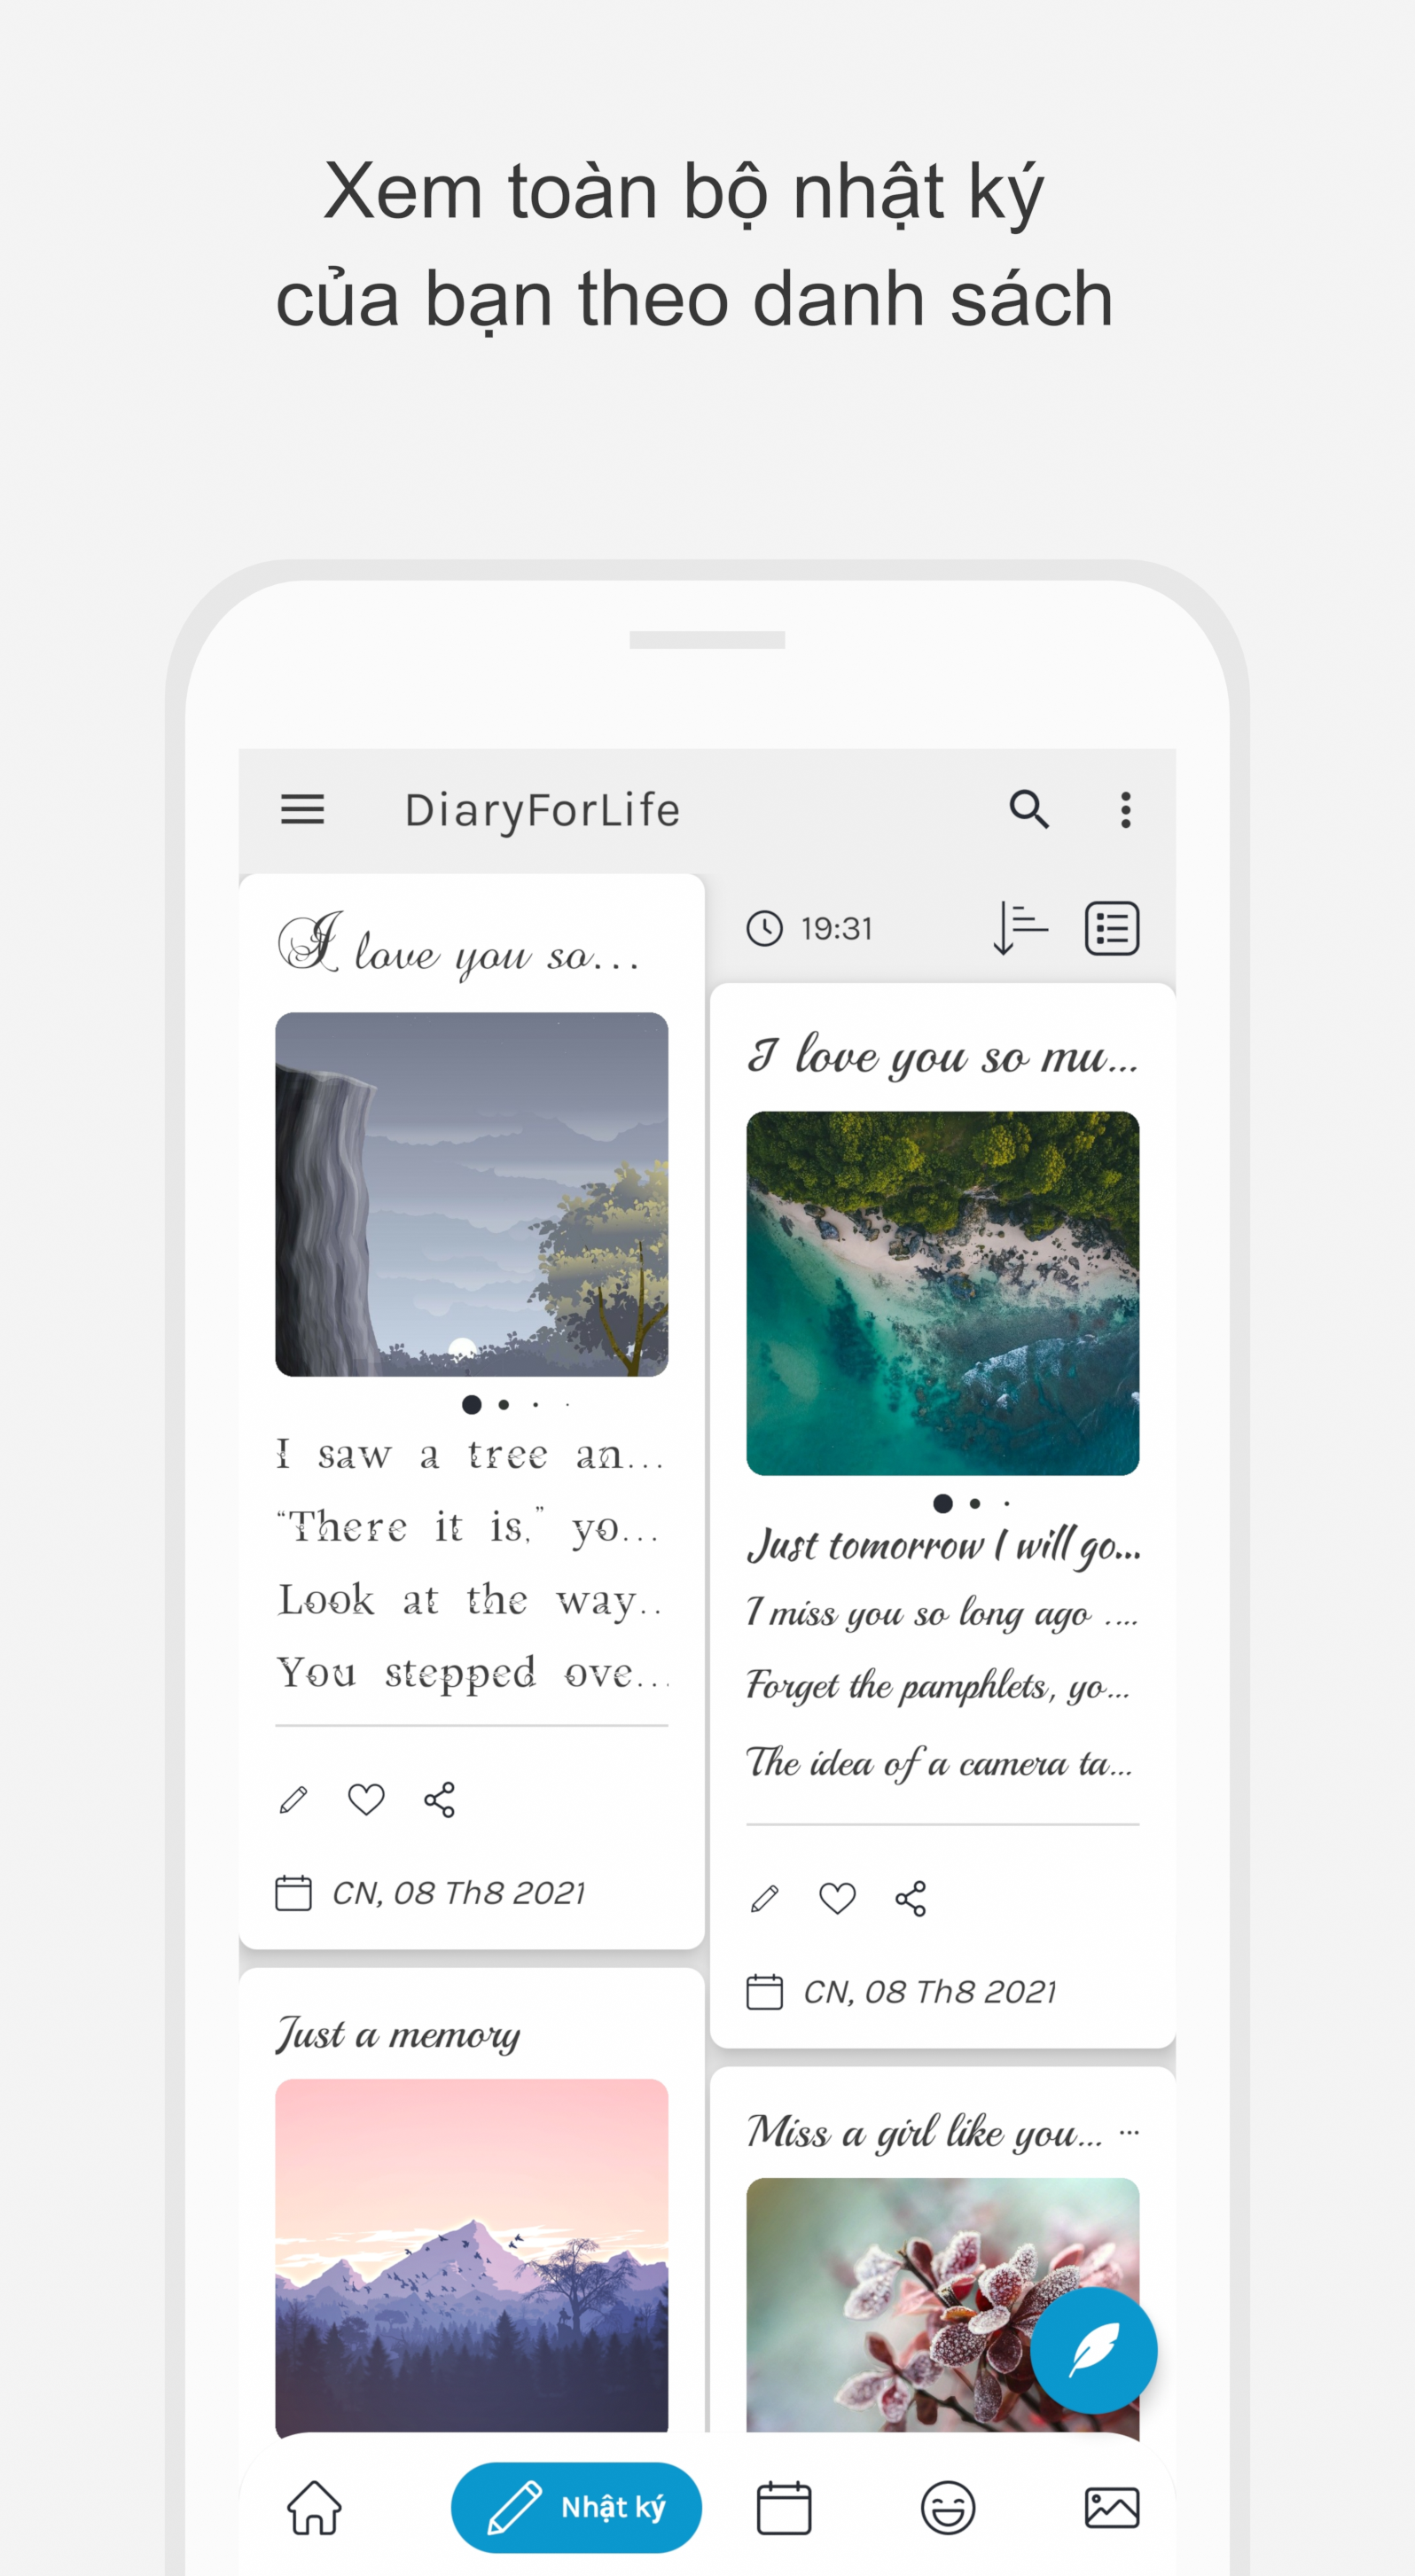 Xem toàn bộ nhật ký
của bạn theo danh sách
DiaryForLife
19:31
I love you so...
I saw a tree an...
“There it is,” yo...
Look at the way..
You stepped ove...
CN, 08 Th8 2021
I love you so mu...
Just tomorrow I will go...
I miss you so long ago ....
Forget the pamphlets, yo...
The idea of a camera ta...
CN, 08 Th8 2021
Just a memory
Miss a girl like you... ...
Nhật ký